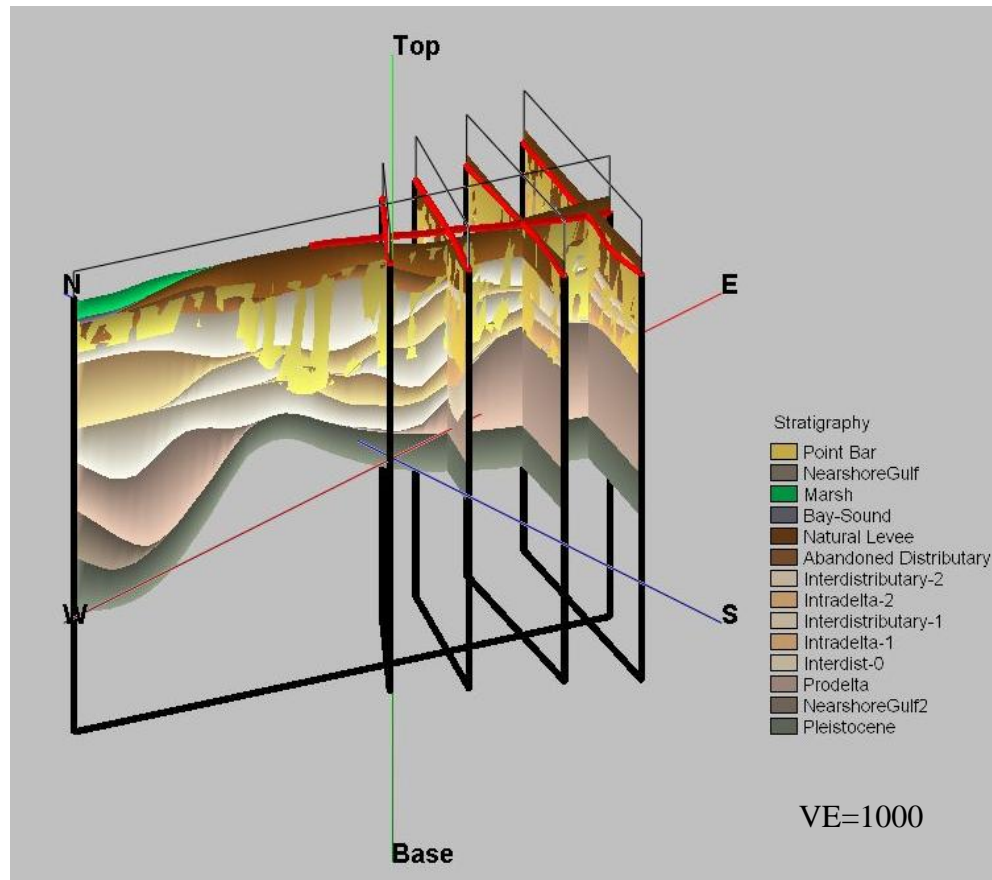 Top
N
E
W
S
Base
Stratigraphy
Point Bar
NearshoreGulf
Marsh
Bay-Sound
Natural Levee
Abandoned Distributary
Interdistributary-2
Intradelta-2
Interdistributary-1
Intradelta-1
Interdist-0
Prodelta
NearshoreGulf2
Pleistocene
VE=1000